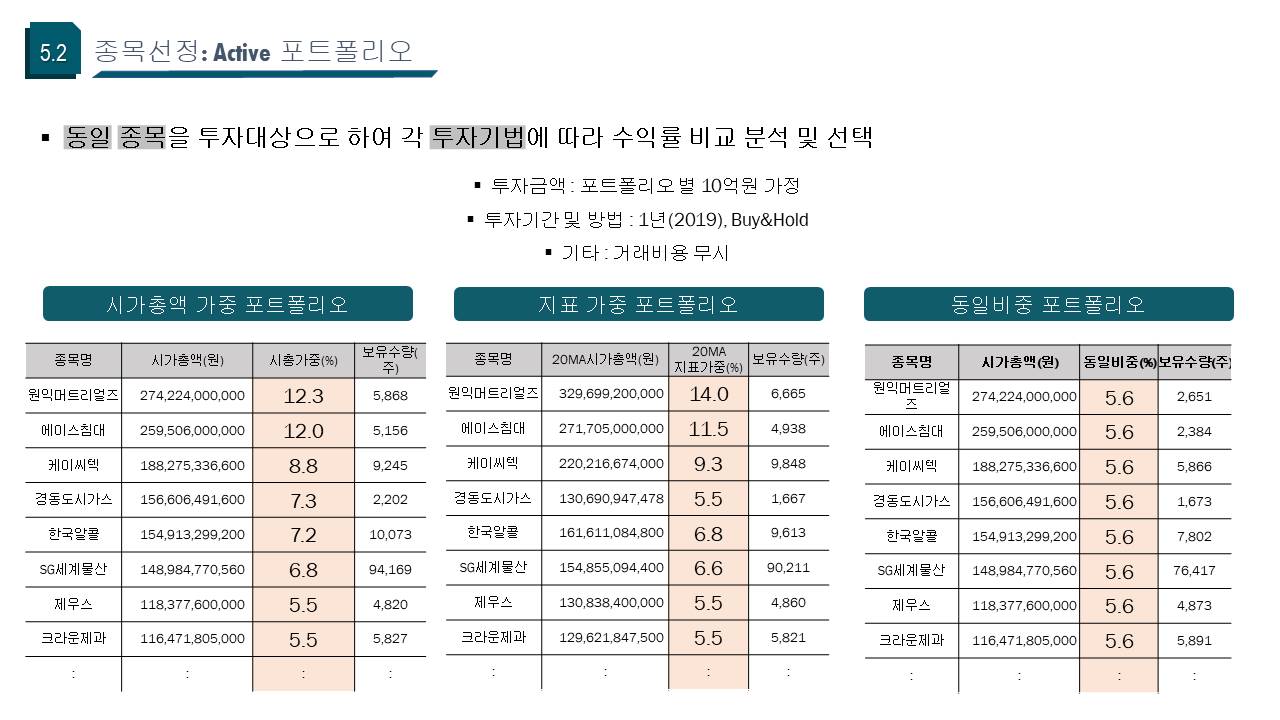 5.2 종목선정: Active 포트폴리오
▪ 동일 종목을 투자대상으로 하여 각 투자기법에 따라 수익률 비교 분석 및 선택
▪ 투자금액 : 포트폴리오 별 10억원 가정
▪ 투자기간 및 방법 : 1년(2019), Buy&Hold
▪ 기타 : 거래비용 무시
시가총액 가중 포트폴리오
종목명 시가총액(원) 시총가중(%) 보유수량(
주)
원익머트리얼즈 274,224,000,000 12.3 5,868
에이스침대 259,506,000,000 12.0 5,156
케이씨텍 188,275,336,600 8.8 9,245
경동도시가스 156,606,491,600 7.3 2,202
한국알콜 154,913,299,200 7.2 10,073
SG세계물산 148,984,770,560 6.8 94,169
제우스 118,377,600,000 5.5 4,820
크라운제과 116,471,805,000 5.5 5,827
: : : :
지표 가중 포트폴리오
종목명 20MA시가총액(원) 20MA
지표가중(%) 보유수량(주)
원익머트리얼즈 329,699,200,000 14.0 6,665
에이스침대 271,705,000,000 11.5 4,938
케이씨텍 220,216,674,000 9.3 9,848
경동도시가스 130,690,947,478 5.5 1,667
한국알콜 161,611,084,800 6.8 9,613
SG세계물산 154,855,094,400 6.6 90,211
제우스 130,838,400,000 5.5 4,860
크라운제과 129,621,847,500 5.5 5,821
: : : :
동일비중 포트폴리오
종목명 시가총액(원) 동일비중(%) 보유수량(주)
원익머트리얼
즈 274,224,000,000 5.6 2,651
에이스침대 259,506,000,000 5.6 2,384
케이씨텍 188,275,336,600 5.6 5,866
경동도시가스 156,606,491,600 5.6 1,673
한국알콜 154,913,299,200 5.6 7,802
SG세계물산 148,984,770,560 5.6 76,417
제우스 118,377,600,000 5.6 4,873
크라운제과 116,471,805,000 5.6 5,891
: : : :